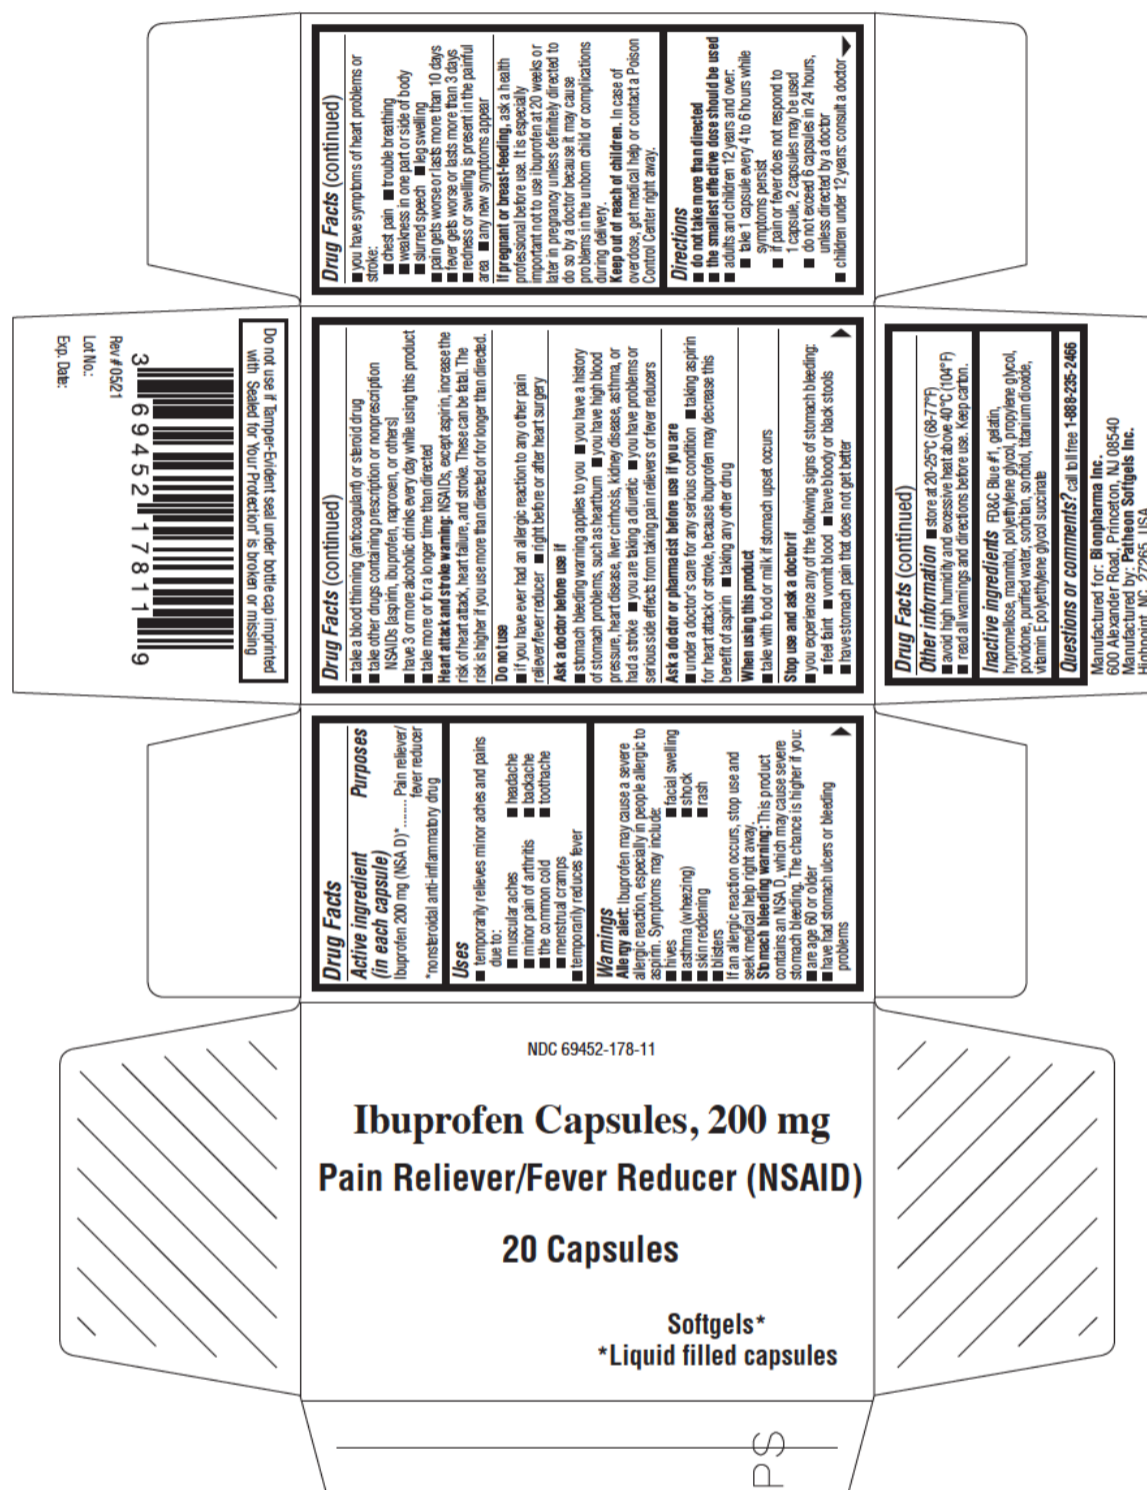 Drug Facts (continued)
■ you have symptoms of heart problems or
stroke:
■ chest pain ■ trouble breathing
■ weakness in one part or side of body
■ slurred speech ■ leg swelling
■ pain gets worse or lasts more than 10 days
■ fever gets worse or lasts more than 3 days
■ redness or swelling is present in the painful
area ■ any new symptoms appear
If pregnant or breast-feeding, ask a health
professional before use. It is especially
important not to use ibuprofen at 20 weeks or
later in pregnancy unless definitely directed to
do so by a doctor because it may cause
problems in the unborn child or complications
during delivery.
Keep out of reach of children. In case of
overdose, get medical help or contact a Poison
Control Center right away.
Directions
■ do not take more than directed
■ the smallest effective dose should be used
■ adults and children 12 years and over:
■ take 1 capsule every 4 to 6 hours while
symptoms persist
■ if pain or fever does not respond to
1 capsule, 2 capsules may be used
■ do not exceed 6 capsules in 24 hours,
unless directed by a doctor
■ children under 12 years: consult a doctor
Do not use if Tamper-Evident seal under bottle cap imprinted
with 'Sealed for Your Protection' is broken or missing
3 69452 17811 9
Rev # 0521
Lot No.:
Exp. Date:
Drug Facts (continued)
■ take a blood thinning (anticoagulant) or steroid drug
■ take other drugs containing prescription or nonprescription
NSAIDs [aspirin, ibuprofen, naproxen, or others]
■ have 3 or more alcoholic drinks every day while using this product
■ take more or for a longer time than directed
Heart attack and stroke warning: NSAIDs, except aspirin, increase the
risk of heart attack, heart failure, and stroke. These can be fatal. The
risk is higher if you use more than directed or for longer than directed.
Do not use
■ if you have ever had an allergic reaction to any other pain
reliever/fever reducer ■ right before or after heart surgery
Ask a doctor before use if
■ stomach bleeding warning applies to you ■ you have a history
of stomach problems, such as heartburn ■ you have high blood
pressure, heart disease, liver cirrhosis, kidney disease, asthma, or
had a stroke ■ you are taking a diuretic ■ you have problems or
serious side effects from taking pain relievers or fever reducers
Ask a doctor or pharmacist before use if you are
■ under a doctor's care for any serious condition ■ taking aspirin
for heart attack or stroke, because ibuprofen may decrease this
benefit of aspirin ■ taking any other drug
When using this product
■ take with food or milk if stomach upset occurs
Stop use and ask a doctor if
■ you experience any of the following signs of stomach bleeding:
■ feel faint ■ vomit blood ■ have bloody or black stools
■ have stomach pain that does not get better
Drug Facts (continued)
Other information ■ store at 20-25°C (68-77°F)
■ avoid high humidity and excessive heat above 40°C (104°F)
■ read all warnings and directions before use. Keep carton.
Inactive ingredients FD&C Blue #1, gelatin,
hypromellose, mannitol, polyethylene glycol, propylene glycol,
povidone, purified water, sorbitan, sorbitol, titanium dioxide,
vitamin E polyethylene glycol succinate
Questions or comments? call toll free 1-888-235-2466
Manufactured for: Bionpharma Inc.
600 Alexander Road, Princeton, NJ 08540
Manufactured by: Patheon Softgels Inc.
Highpoint, NC 27265, USA
Drug Facts
Active ingredient Purposes
(in each capsule)
Ibuprofen 200 mg (NSA D)* ........ Pain reliever/
fever reducer
*nonsteroidal anti-inflammatory drug
Uses
■ temporarily relieves minor aches and pains
due to:
■ muscular aches ■ headache
■ minor pain of arthritis ■ backache
■ the common cold ■ toothache
■ menstrual cramps
■ temporarily reduces fever
Warnings
Allergy alert: Ibuprofen may cause a severe
allergic reaction, especially in people allergic to
aspirin. Symptoms may include:
■ hives ■ facial swelling
■ asthma (wheezing) ■ shock
■ skin reddening ■ rash
■ blisters
If an allergic reaction occurs, stop use and
seek medical help right away.
Stomach bleeding warning: This product
contains an NSA D, which may cause severe
stomach bleeding. The chance is higher if you:
■ are age 60 or older
■ have had stomach ulcers or bleeding
problems
NDC 69452-178-11
Ibuprofen Capsules, 200 mg
Pain Reliever/Fever Reducer (NSAID)
20 Capsules
Softgels*
*Liquid filled capsules
PS